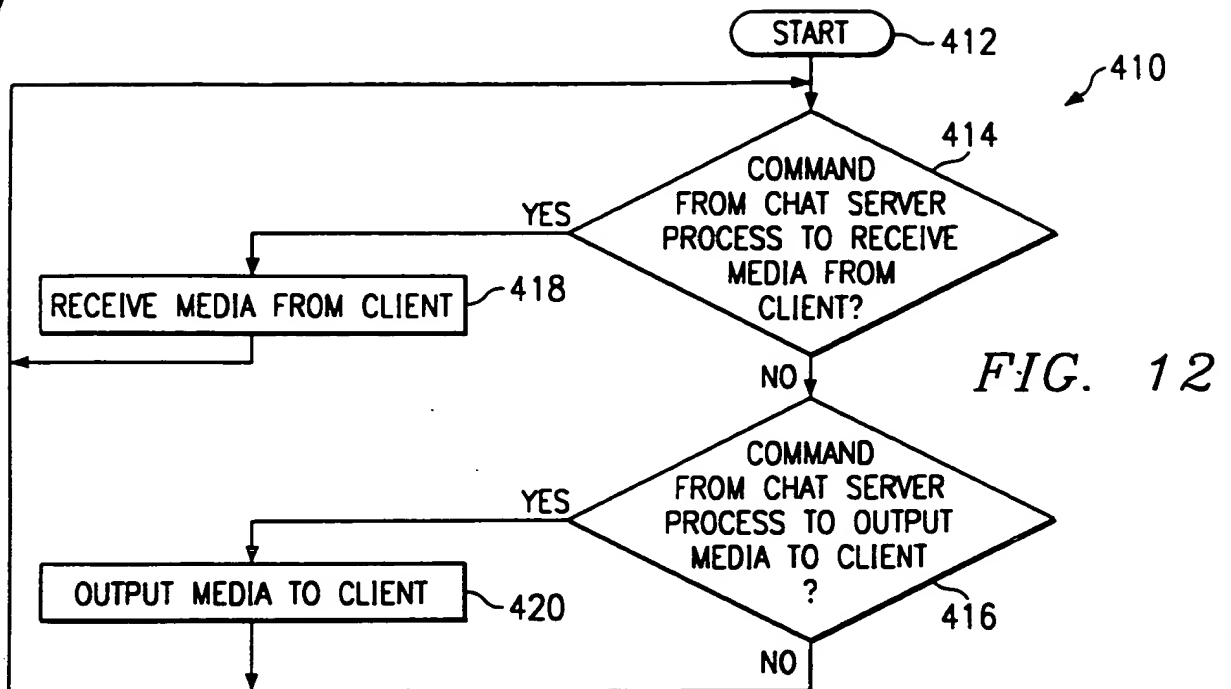 START
412
410
414
COMMAND
FROM CHAT SERVER
PROCESS TO RECEIVE
MEDIA FROM
CLIENT?
YES
RECEIVE MEDIA FROM CLIENT
418
NO
FIG. 12
COMMAND
FROM CHAT SERVER
PROCESS TO OUTPUT
MEDIA TO CLIENT
?
YES
OUTPUT MEDIA TO CLIENT
420
416
NO